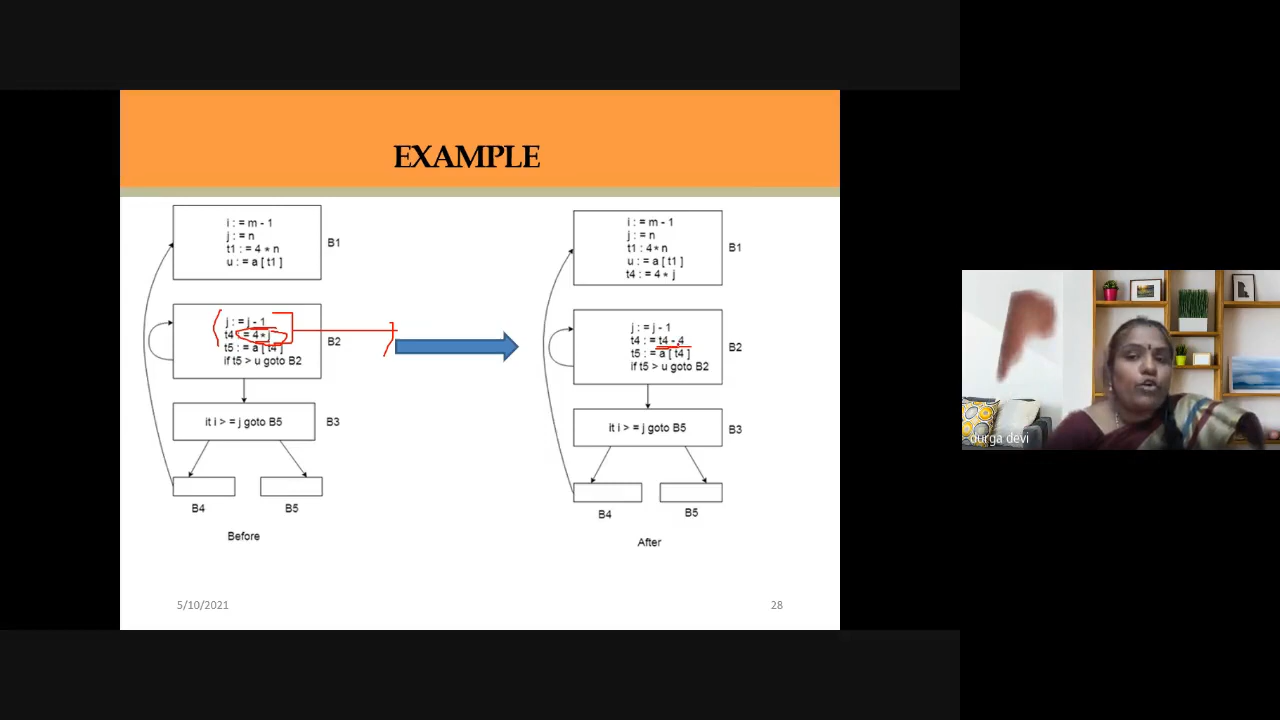 EXAMPLE
i : = m - 1
j : = n
t1 : = 4 * n
u : = a [ t1 ]
B1
j : = j - 1
t4 : = 4 * j
t5 : = a [ t4 ]
if t5 > u goto B2
B2
it i > = j goto B5
B3
B4
B5
Before
i : = m - 1
j : = n
t1 : 4 * n
u : = a [ t1 ]
t4 : = 4 * j
B1
j : = j - 1
t4 : = t4 - 4
t5 : = a [ t4 ]
if t5 > u goto B2
B2
it i > = j goto B5
B3
B4
B5
After
5/10/2021
28
durga devi